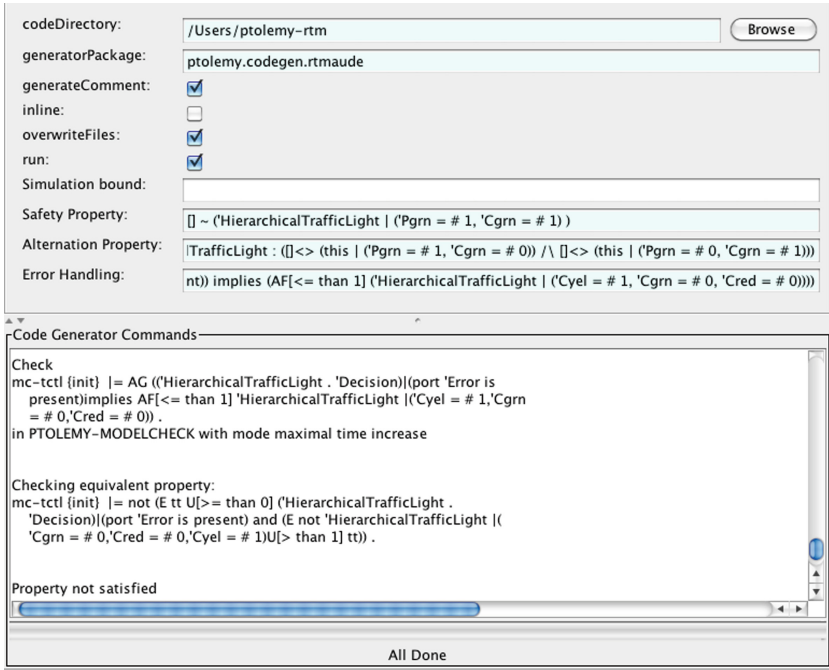 codeDirectory: /Users/ptolemy-rtm Browse
generatorPackage: ptolemy.codegen.rtmaude
generateComment:
inline:
overwriteFiles:
run:
Simulation bound:
Safety Property: [] ~ ('HierarchicalTrafficLight | ('Pgrn = # 1, 'Cgrn = # 1) )
Alternation Property: TrafficLight : ([]<> (this | ('Pgrn = # 1, 'Cgrn = # 0)) /\ []<> (this | ('Pgrn = # 0, 'Cgrn = # 1)))
Error Handling: nt)) implies (AF[<= than 1] ('HierarchicalTrafficLight | ('Cyel = # 1, 'Cgrn = # 0, 'Cred = # 0))))
Code Generator Commands
Check
mc-tctl {init} |= AG (('HierarchicalTrafficLight . 'Decision)|(port 'Error is
present)implies AF[<= than 1] 'HierarchicalTrafficLight |('Cyel = # 1,'Cgrn
= # 0,'Cred = # 0)) .
in PTOLEMY-MODELCHECK with mode maximal time increase
Checking equivalent property:
mc-tctl {init} |= not (E tt U[>= than 0] ('HierarchicalTrafficLight .
'Decision)|(port 'Error is present) and (E not 'HierarchicalTrafficLight |(
'Cgrn = # 0,'Cred = # 0,'Cyel = # 1)U[> than 1] tt)) .
Property not satisfied
All Done